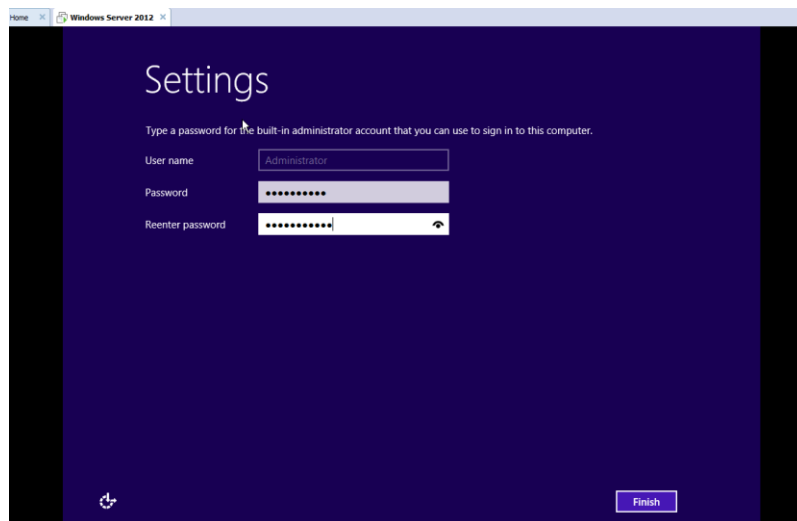 Home × Windows Server 2012 ×
Settings
Type a password for the built-in administrator account that you can use to sign in to this computer.
User name Administrator
Password ••••••••••
Reenter password •••••••••••
Finish